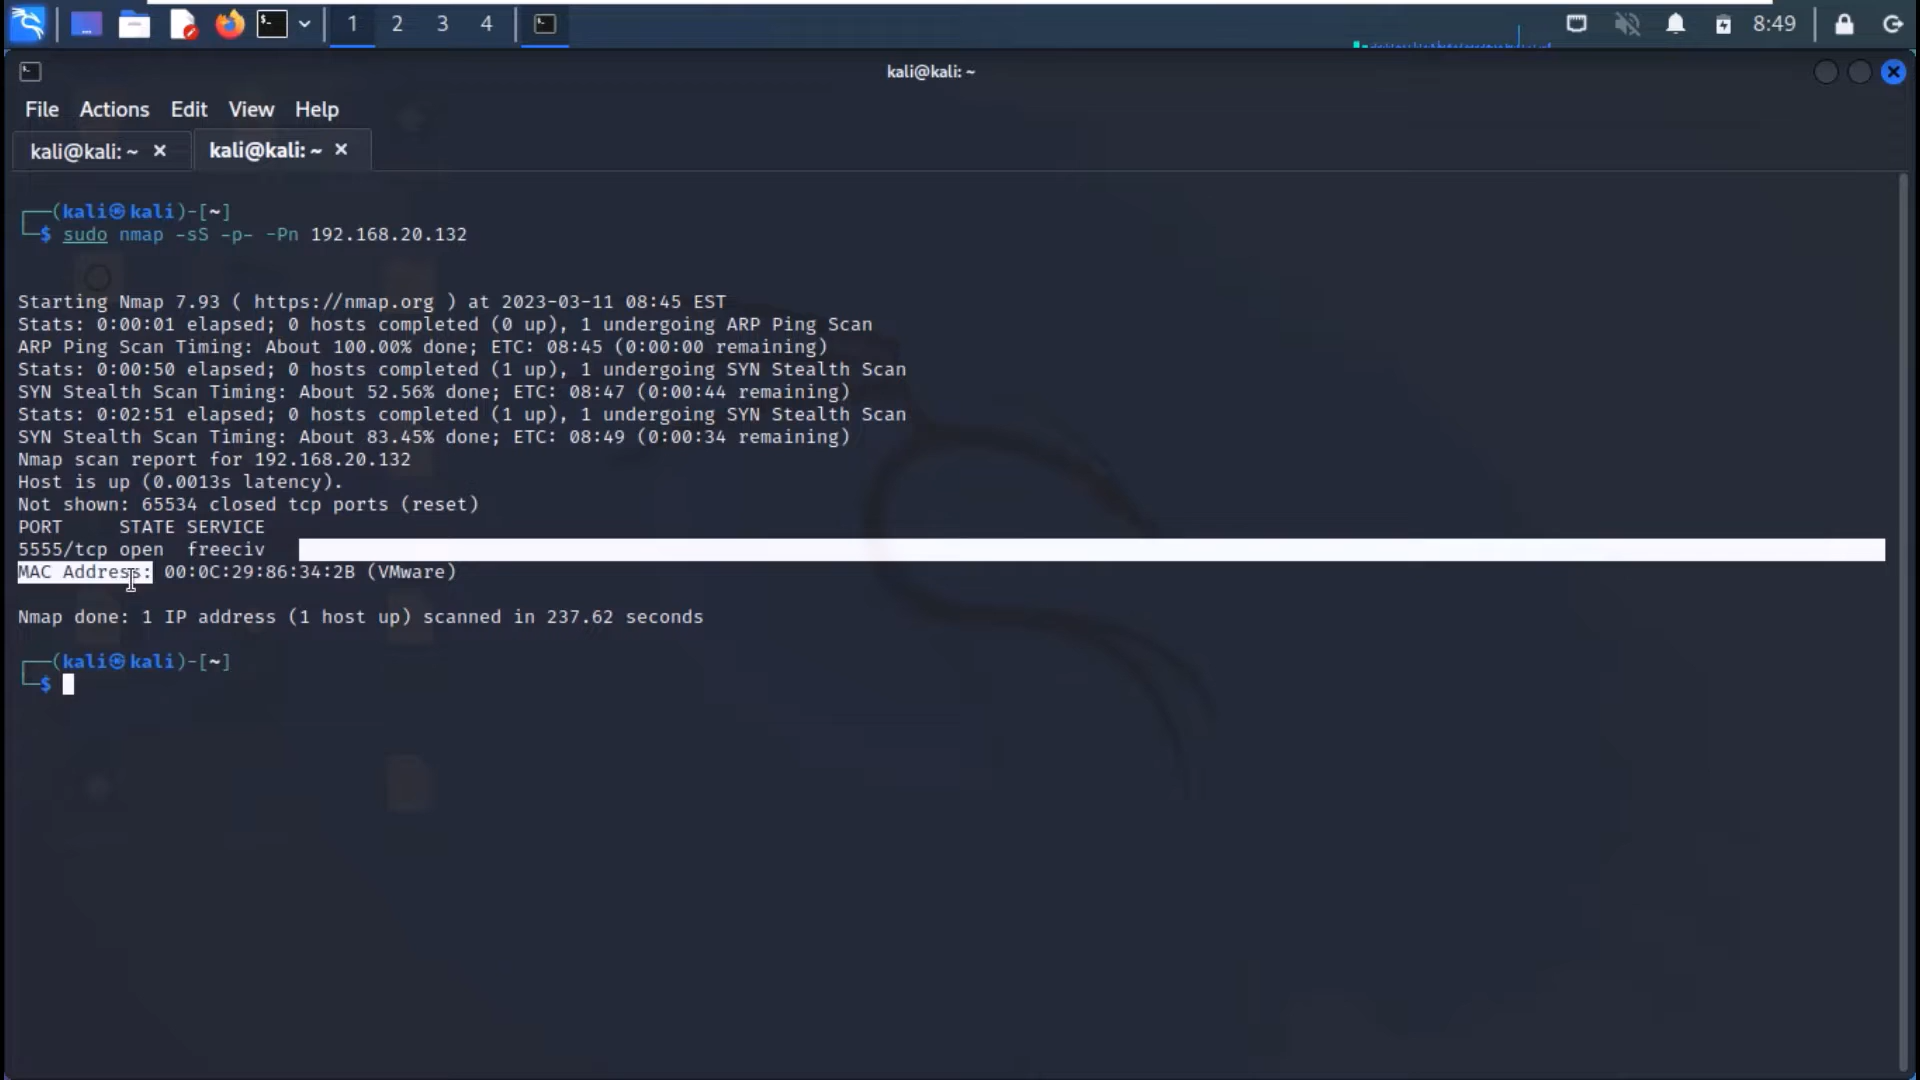 1 2 3 4 8:49
kali@kali: ~
File Actions Edit View Help
kali@kali: ~ × kali@kali: ~ ×
┌──(kali㉿kali)-[~]
└─$ sudo nmap -sS -p- -Pn 192.168.20.132
Starting Nmap 7.93 ( https://nmap.org ) at 2023-03-11 08:45 EST
Stats: 0:00:01 elapsed; 0 hosts completed (0 up), 1 undergoing ARP Ping Scan
ARP Ping Scan Timing: About 100.00% done; ETC: 08:45 (0:00:00 remaining)
Stats: 0:00:50 elapsed; 0 hosts completed (1 up), 1 undergoing SYN Stealth Scan
SYN Stealth Scan Timing: About 52.56% done; ETC: 08:47 (0:00:44 remaining)
Stats: 0:02:51 elapsed; 0 hosts completed (1 up), 1 undergoing SYN Stealth Scan
SYN Stealth Scan Timing: About 83.45% done; ETC: 08:49 (0:00:34 remaining)
Nmap scan report for 192.168.20.132
Host is up (0.0013s latency).
Not shown: 65534 closed tcp ports (reset)
PORT     STATE SERVICE
5555/tcp open  freeciv
MAC Address: 00:0C:29:86:34:2B (VMware)
Nmap done: 1 IP address (1 host up) scanned in 237.62 seconds
┌──(kali㉿kali)-[~]
└─$